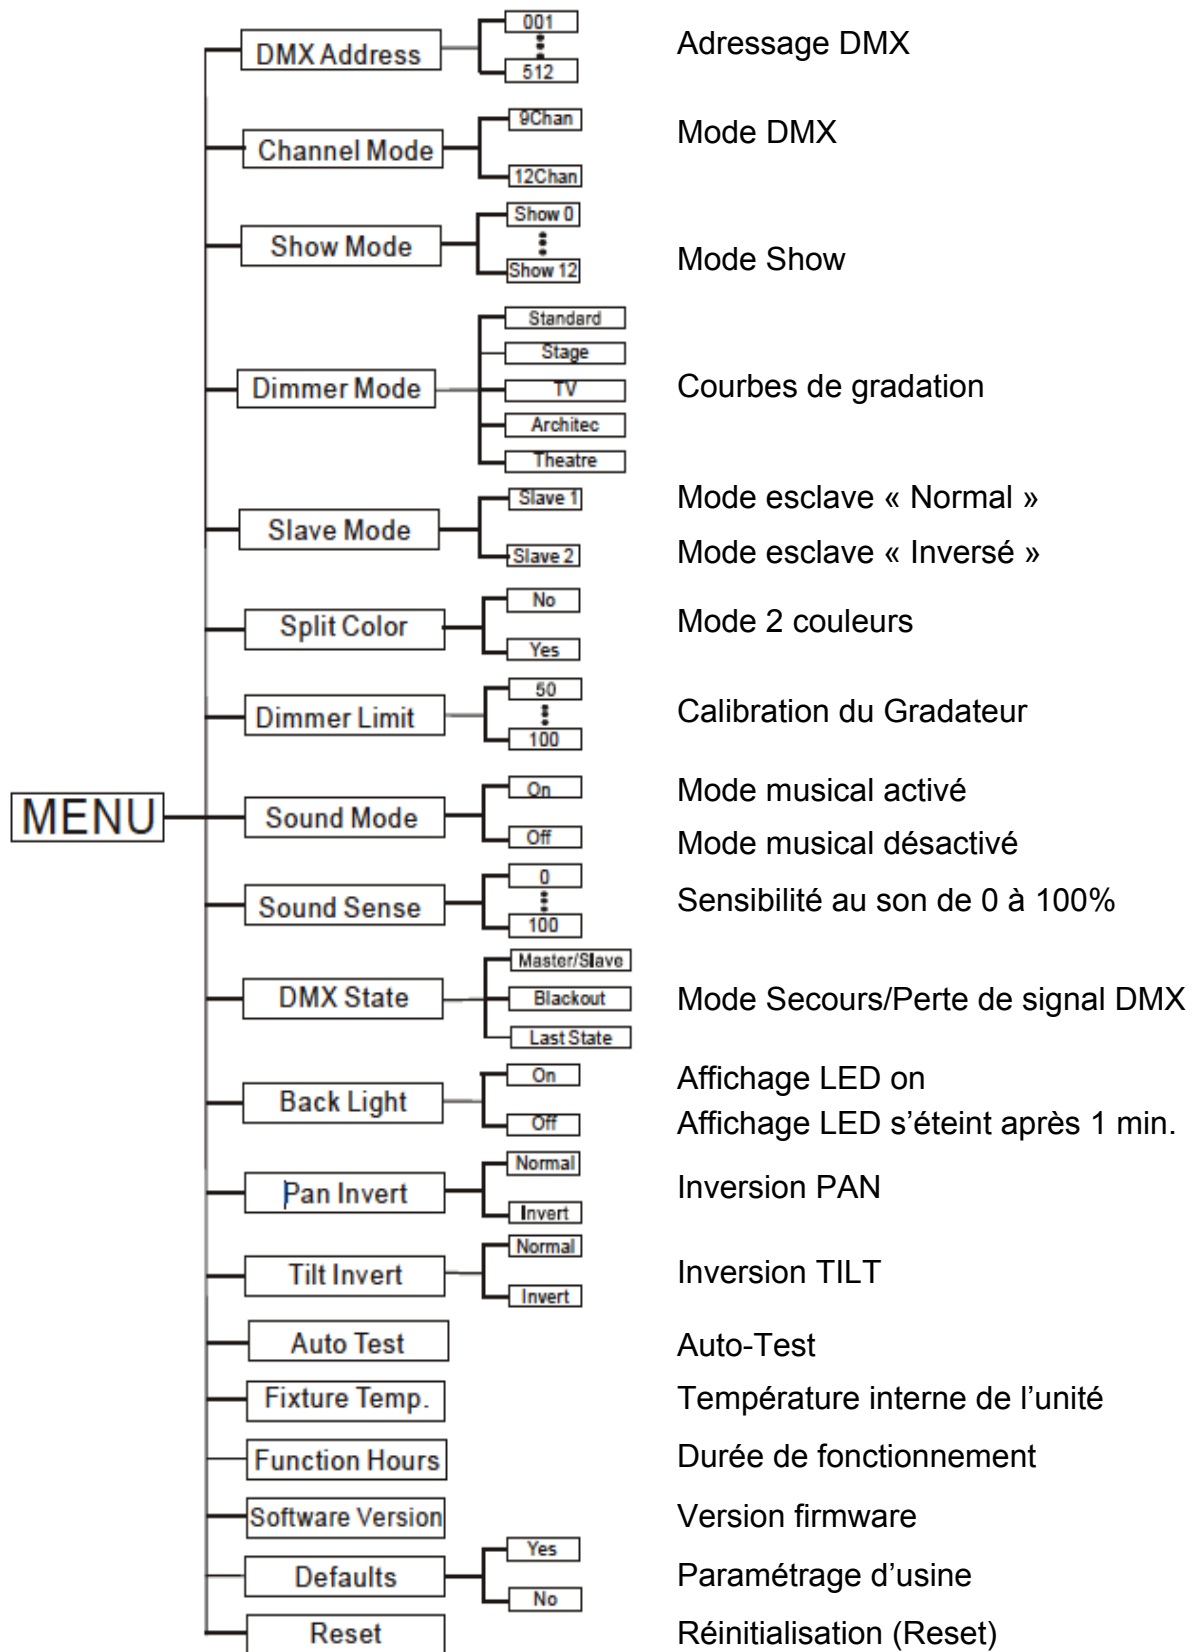 001
DMX Address
Adressage DMX
512
9Chan
Channel Mode
Mode DMX
12Chan
Show 0
Show Mode
Mode Show
Show 12
Standard
Stage
Dimmer Mode
TV
Courbes de gradation
Architec
Theatre
Slave 1
Mode esclave « Normal »
Slave Mode
Slave 2
Mode esclave « Inversé »
No
Split Color
Mode 2 couleurs
Yes
50
Dimmer Limit
Calibration du Gradateur
100
MENU
On
Mode musical activé
Sound Mode
Off
Mode musical désactivé
0
Sound Sense
Sensibilité au son de 0 à 100%
100
Master/Slave
DMX State
Blackout
Mode Secours/Perte de signal DMX
Last State
On
Affichage LED on
Back Light
Off
Affichage LED s’éteint après 1 min.
Normal
Pan Invert
Inversion PAN
Invert
Normal
Tilt Invert
Inversion TILT
Invert
Auto Test
Auto-Test
Fixture Temp.
Température interne de l’unité
Function Hours
Durée de fonctionnement
Software Version
Version firmware
Yes
Defaults
Paramétrage d’usine
No
Reset
Réinitialisation (Reset)